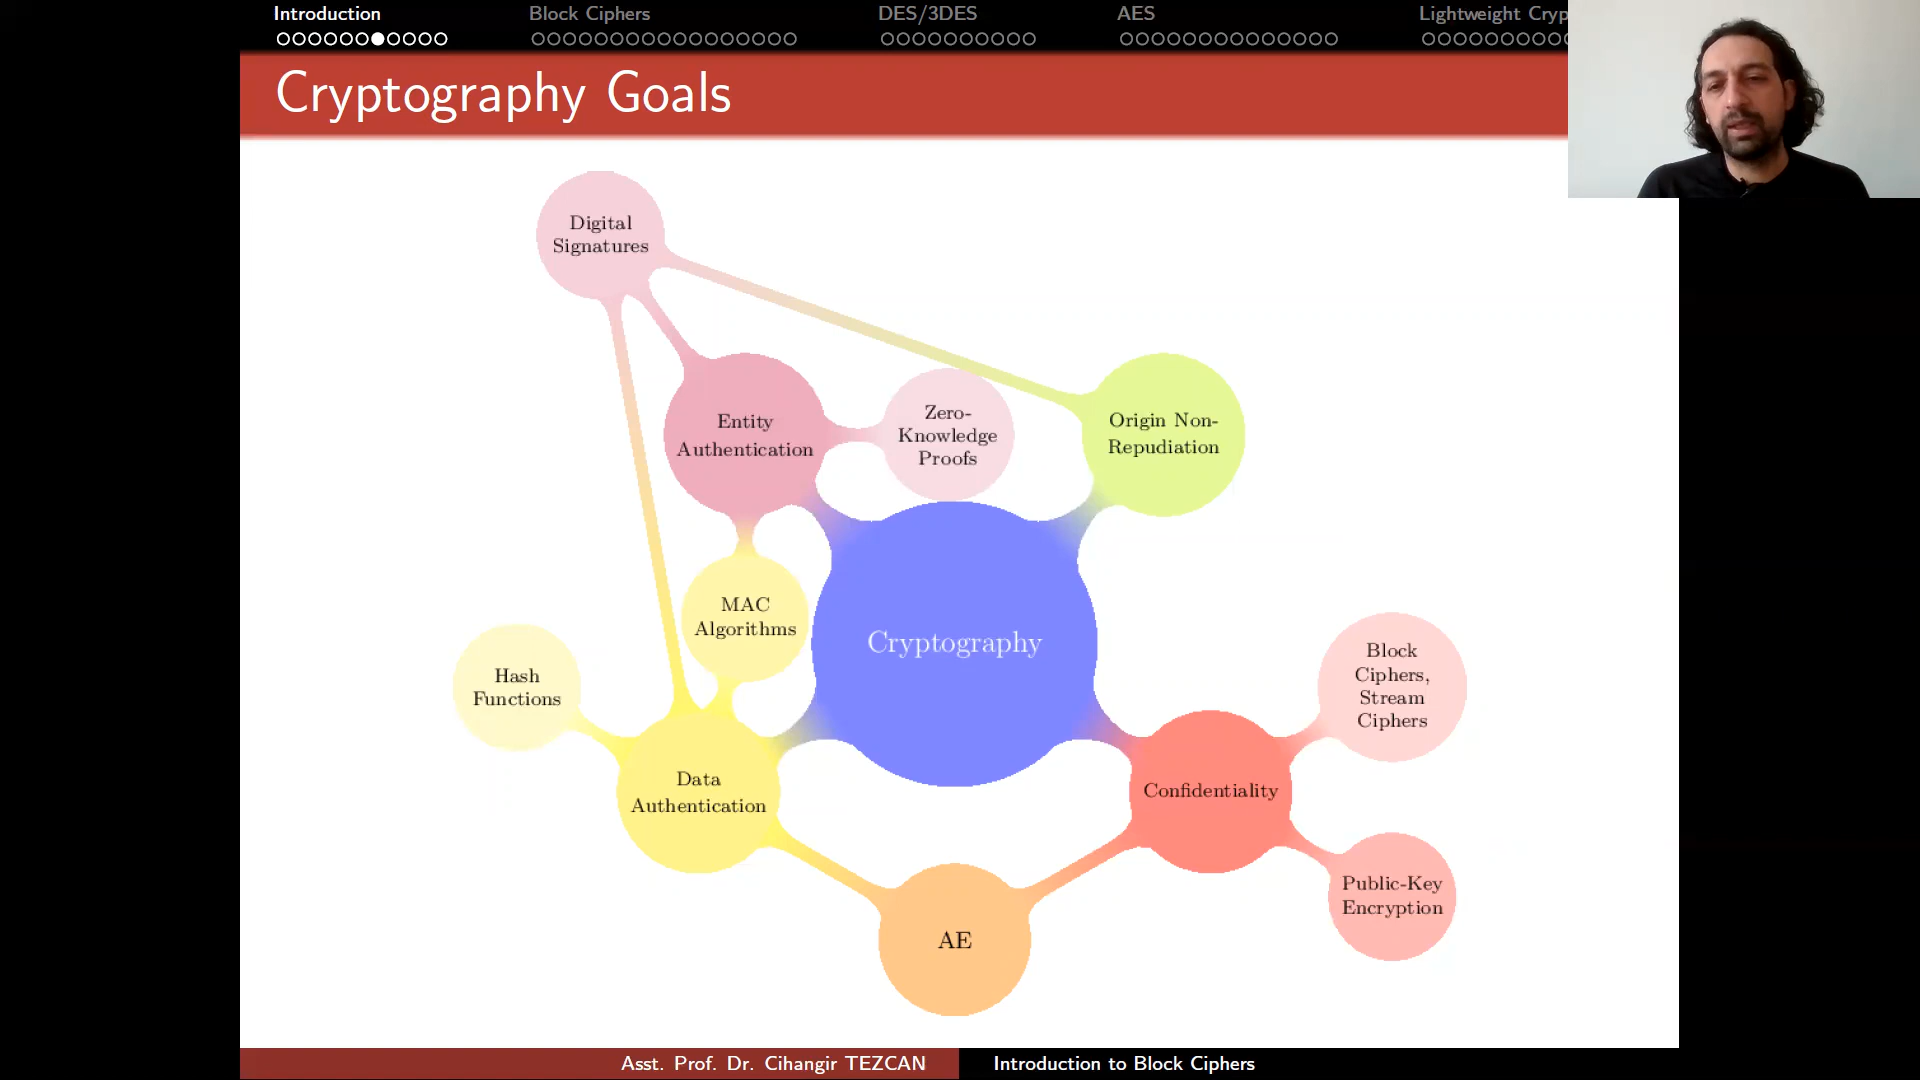 Introduction
Block Ciphers
DES/3DES
AES
Lightweight Cryp
Cryptography Goals
Digital
Signatures
Entity
Authentication
Zero-
Knowledge
Proofs
Origin Non-
Repudiation
MAC
Algorithms
Cryptography
Hash
Functions
Block
Ciphers,
Stream
Ciphers
Data
Authentication
Confidentiality
Public-Key
Encryption
AE
Asst. Prof. Dr. Cihangir TEZCAN
Introduction to Block Ciphers